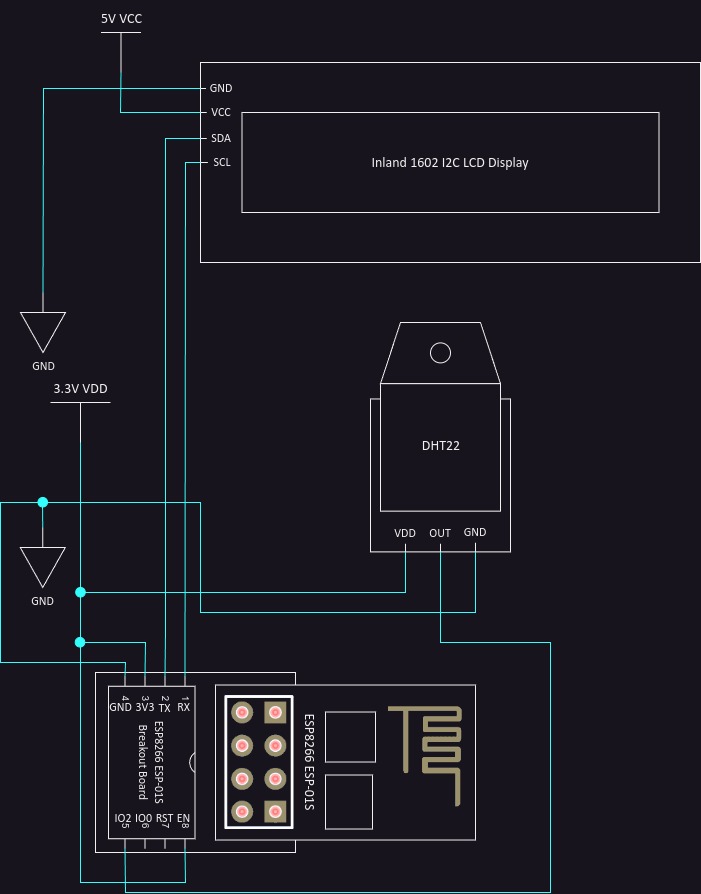 5V VCC
GND
VCC
SDA
SCL
Inland 1602 I2C LCD Display
GND
3.3V VDD
DHT22
VDD OUT GND
GND
4 3 2 1
GND 3V3 TX RX
ESP8266 ESP-01S
Breakout Board
ESP8266 ESP-01S
IO2 IO0 RST EN
5 6 7 8